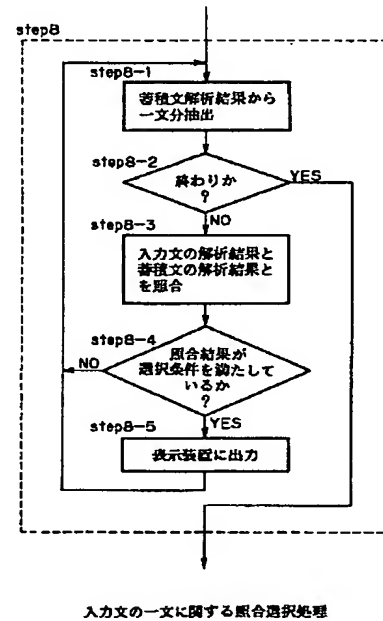 step8
step8-1
蓄積文解析結果から
一文分抽出
step8-2
終わりか
?
YES
NO
step8-3
入力文の解析結果と
蓄積文の解析結果と
を照合
step8-4
照合結果が
選択条件を満たして
いるか
?
NO
YES
step8-5
表示装置に出力
入力文の一文に関する照合選択処理